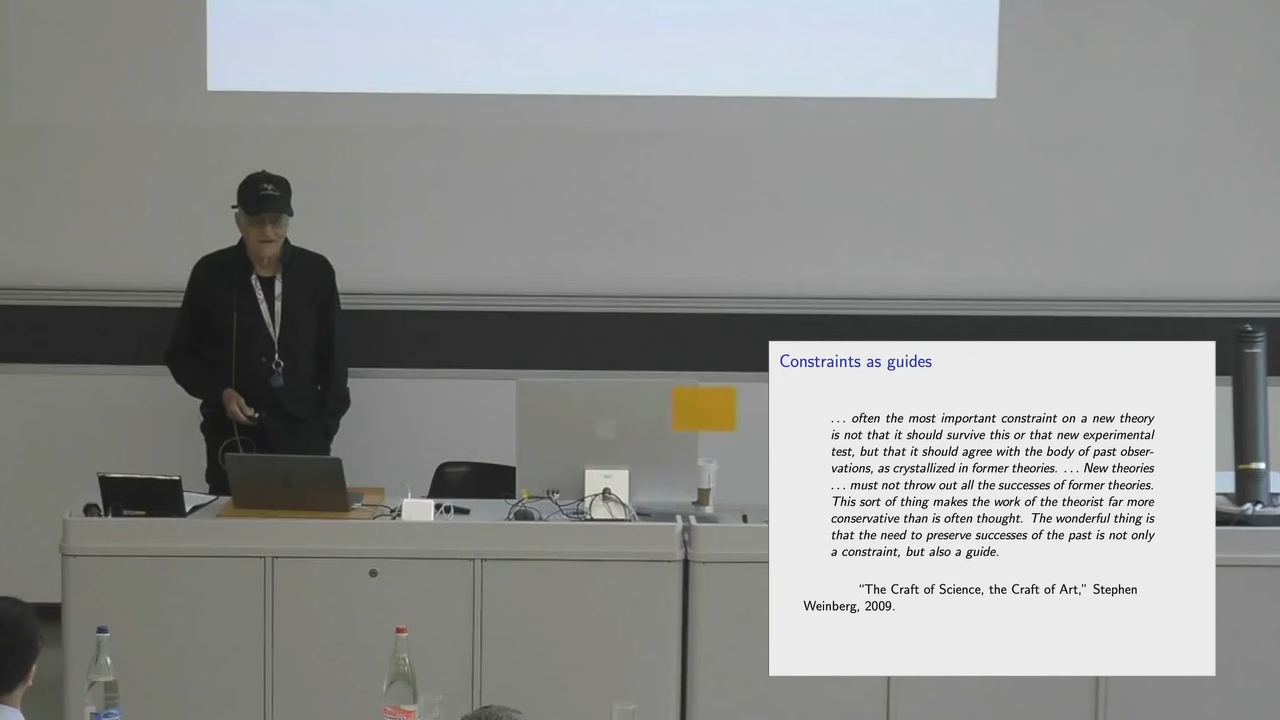 Constraints as guides
... often the most important constraint on a new theory
is not that it should survive this or that new experimental
test, but that it should agree with the body of past obser-
vations, as crystallized in former theories. ... New theories
... must not throw out all the successes of former theories.
This sort of thing makes the work of the theorist far more
conservative than is often thought. The wonderful thing is
that the need to preserve successes of the past is not only
a constraint, but also a guide.
“The Craft of Science, the Craft of Art,” Stephen
Weinberg, 2009.